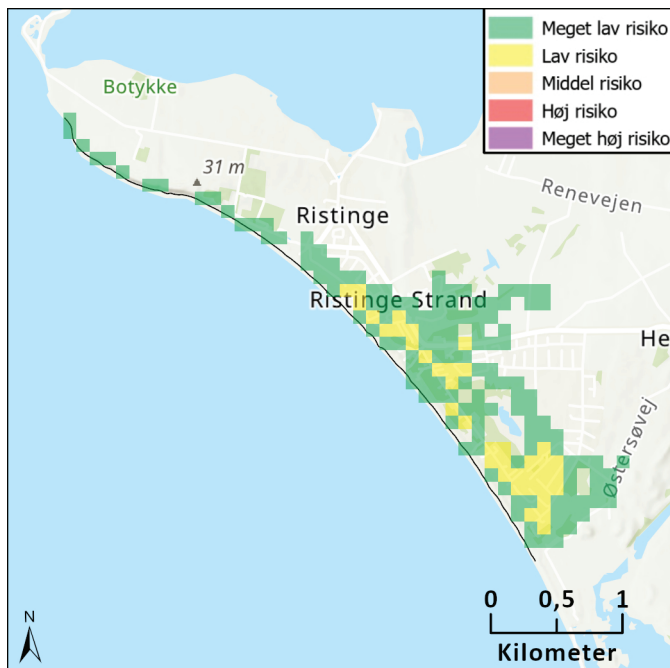 Meget lav risiko
Lav risiko
Middel risiko
Høj risiko
Meget høj risiko
Botykke
31 m
Renevejen
Ristinge
Ristinge Strand
He
Østersøvej
N
0 0,5 1
Kilometer